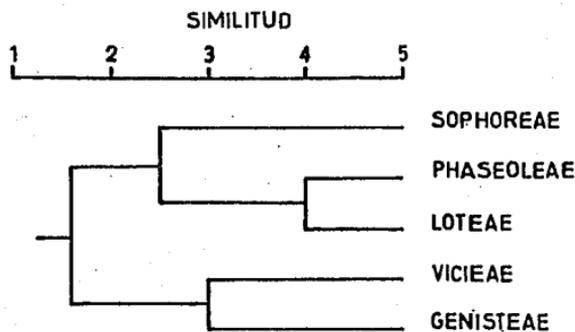 SIMILITUD
1 2 3 4 5
SOPHOREAE
PHASEOLEAE
LOTEAE
VICIEAE
GENISTEAE